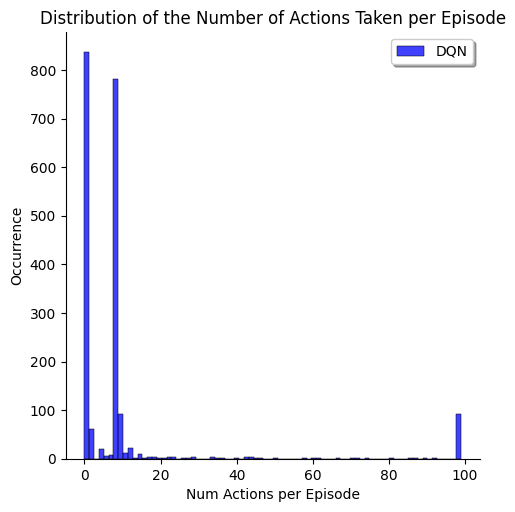 Distribution of the Number of Actions Taken per Episode
DQN
800
700
600
500
400
300
200
100
0
Occurrence
0 20 40 60 80 100
Num Actions per Episode